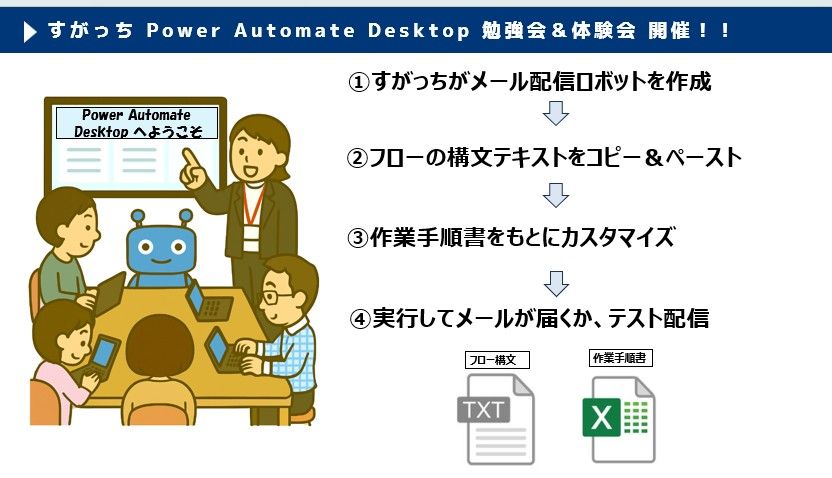 すがっち Power Automate Desktop 勉強会＆体験会 開催！！
Power Automate
Desktop へようこそ
①すがっちがメール配信ロボットを作成
②フローの構文テキストをコピー＆ペースト
③作業手順書をもとにカスタマイズ
④実行してメールが届くか、テスト配信
フロー構文
作業手順書
TXT
X